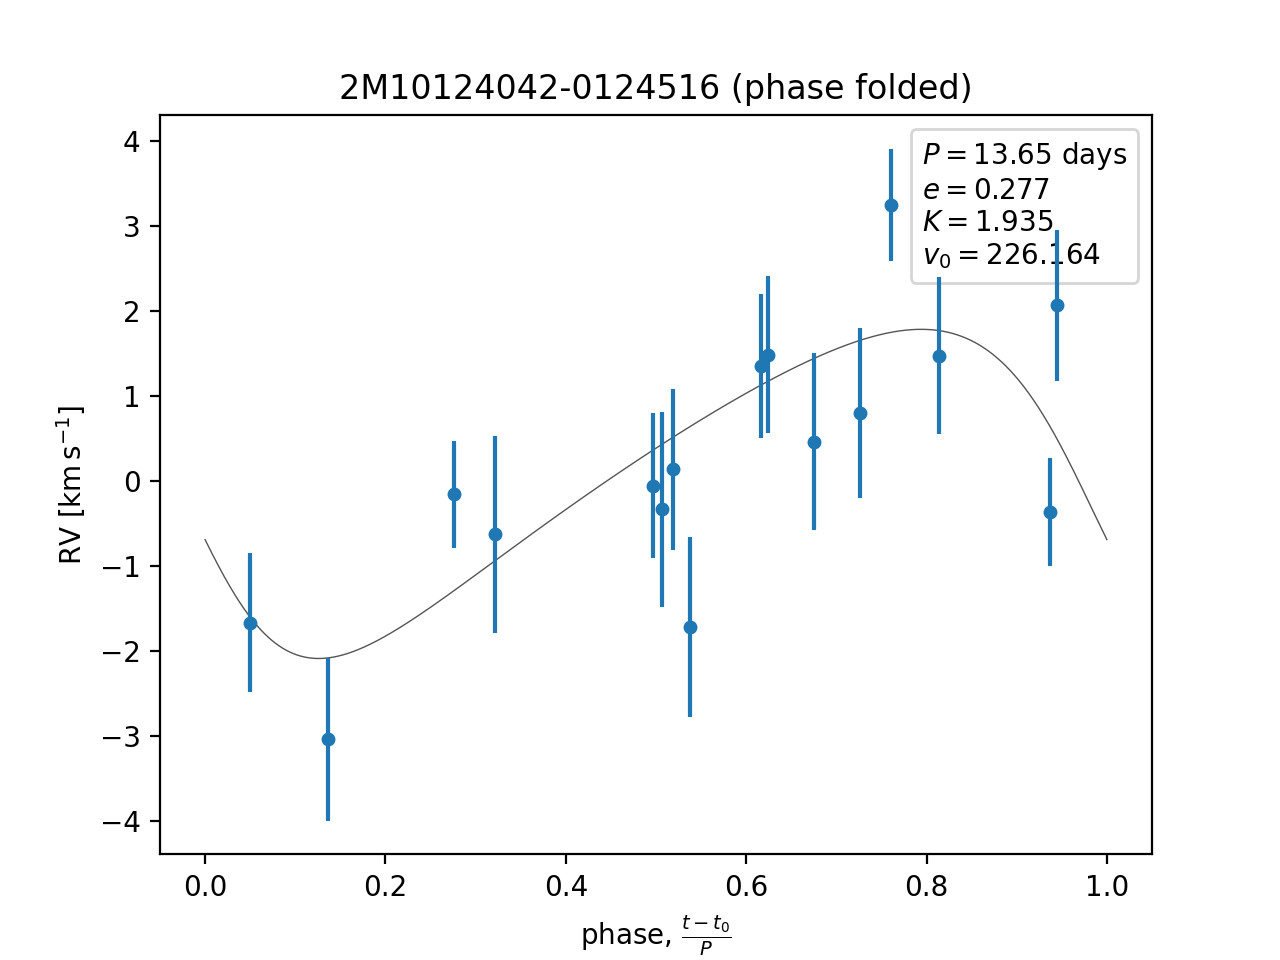 2M10124042-0124516 (phase folded)
P = 13.65 days
e = 0.277
K = 1.935
v₀ = 226.164
4
3
2
1
0
−1
−2
−3
−4
RV [km s⁻¹]
0.0 0.2 0.4 0.6 0.8 1.0
phase, (t − t₀)/P